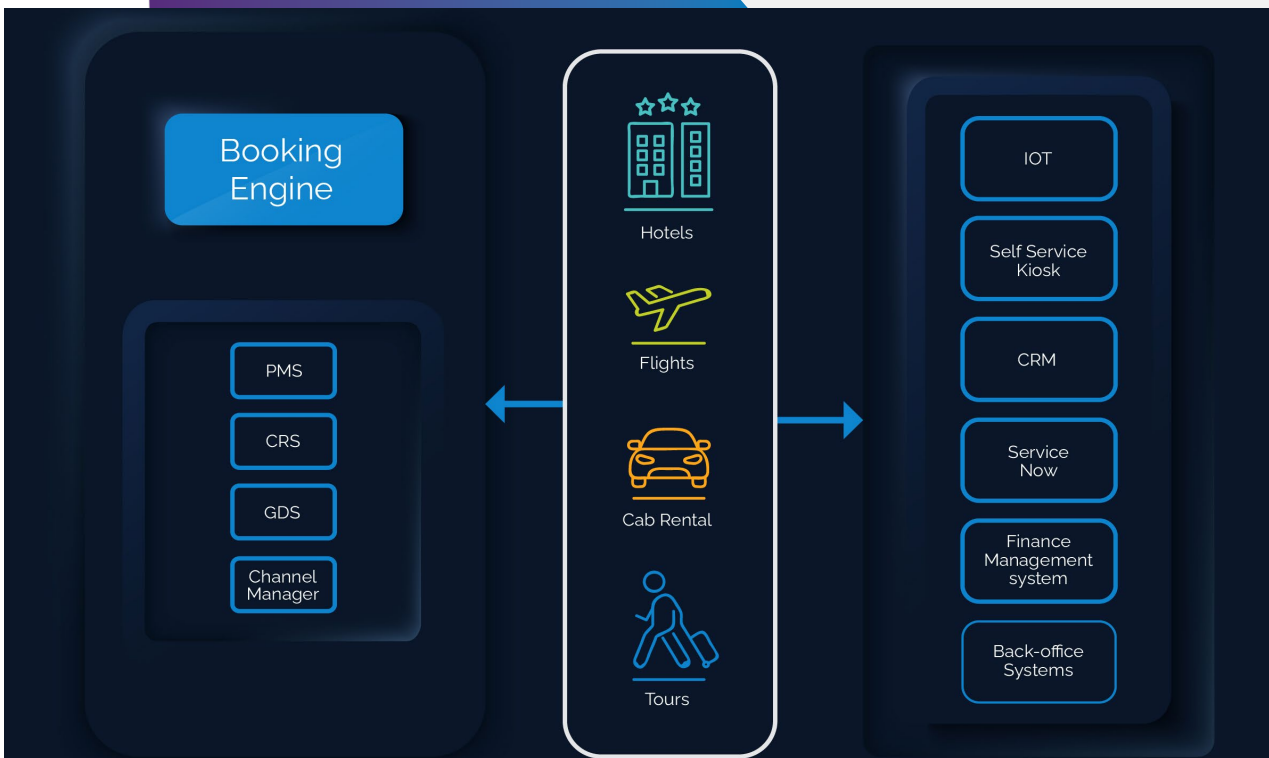 Booking
Engine
PMS
CRS
GDS
Channel
Manager
Hotels
Flights
Cab Rental
Tours
IOT
Self Service
Kiosk
CRM
Service
Now
Finance
Management
system
Back-office
Systems